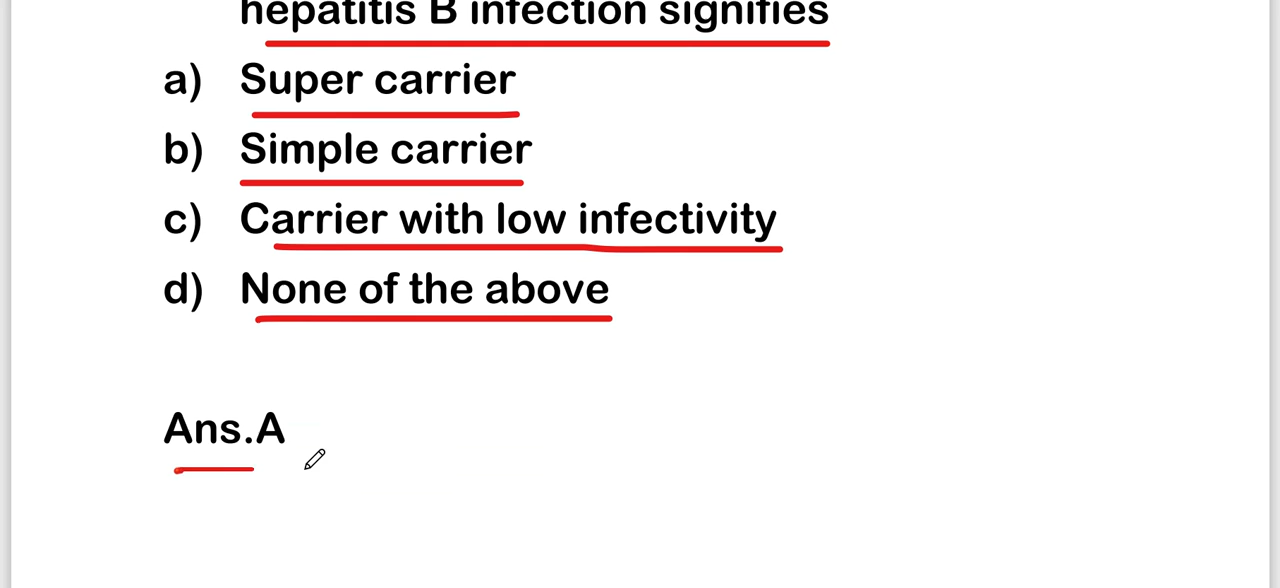 hepatitis B infection signifies
a) Super carrier
b) Simple carrier
c) Carrier with low infectivity
d) None of the above
Ans.A